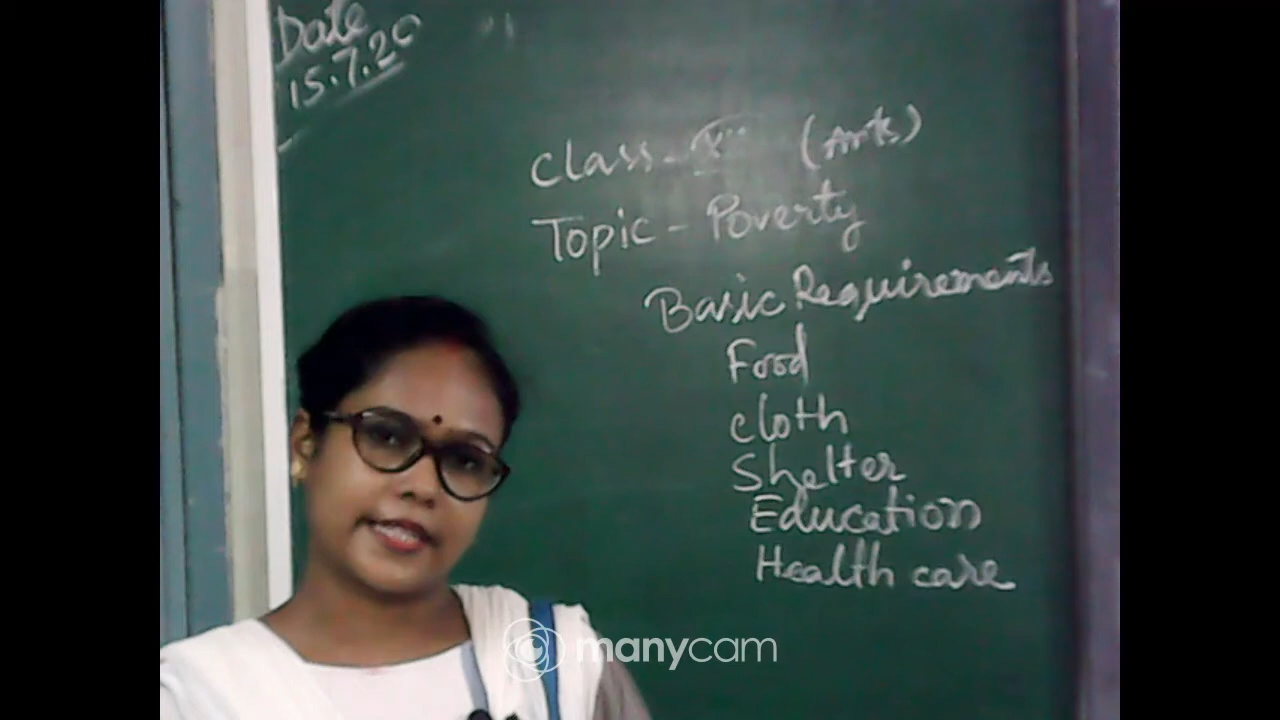 Date
15.7.20
Class - (Arts)
Topic - Poverty
Basic Requirements
Food
Cloth
Shelter
Education
Health care
manycam